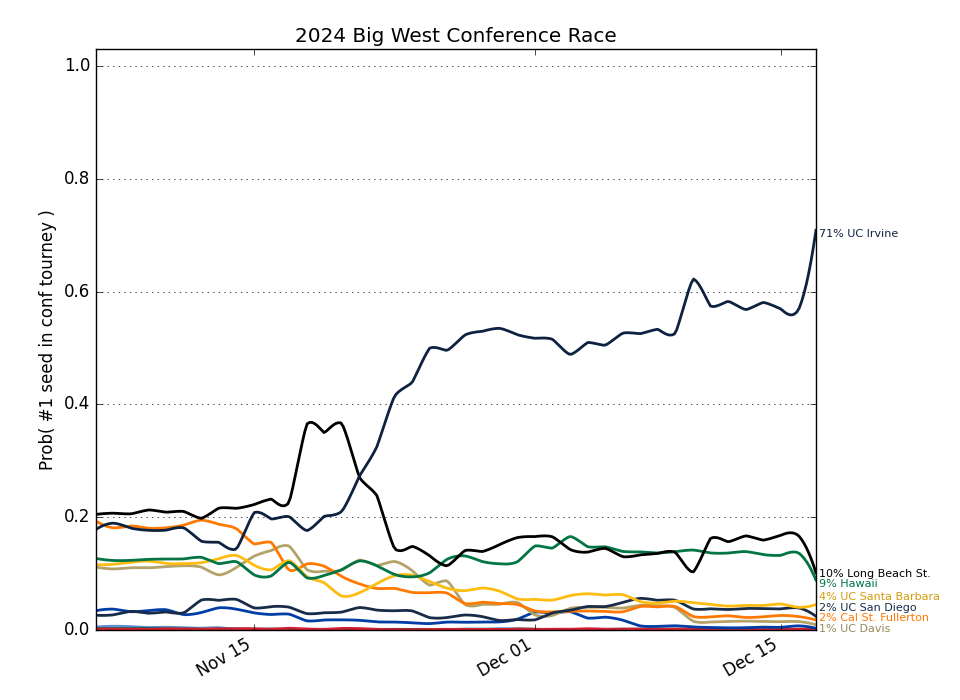 2024 Big West Conference Race
Prob( #1 seed in conf tourney )
1.0
0.8
0.6
0.4
0.2
0.0
Nov 15
Dec 01
Dec 15
71% UC Irvine
10% Long Beach St.
9% Hawaii
4% UC Santa Barbara
2% UC San Diego
2% Cal St. Fullerton
1% UC Davis